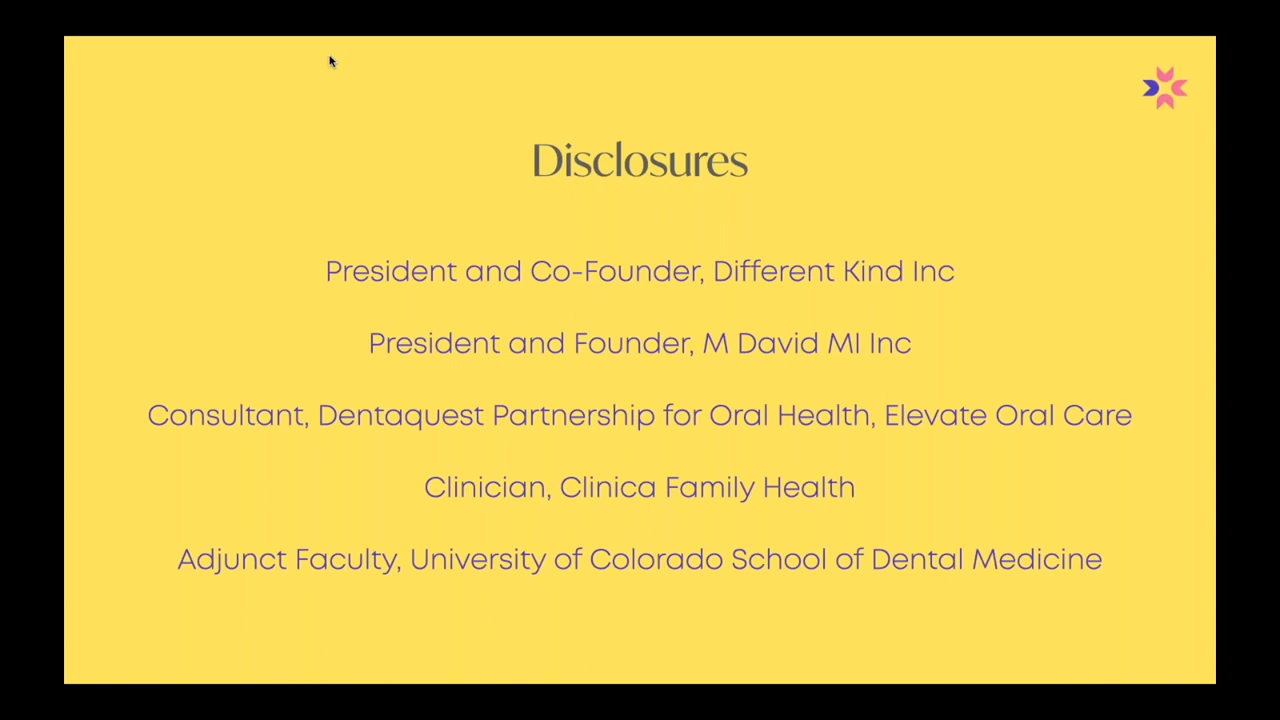 Disclosures
President and Co-Founder, Different Kind Inc
President and Founder, M David MI Inc
Consultant, Dentaquest Partnership for Oral Health, Elevate Oral Care
Clinician, Clinica Family Health
Adjunct Faculty, University of Colorado School of Dental Medicine